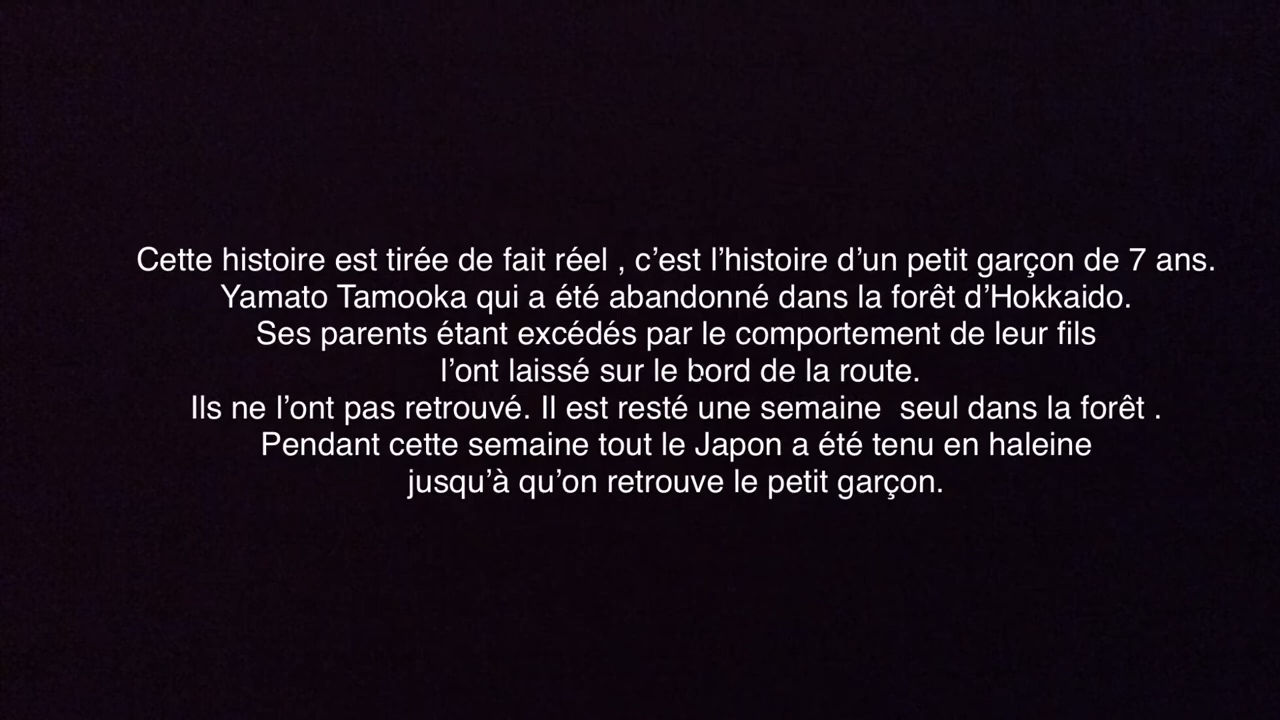 Cette histoire est tirée de fait réel , c’est l’histoire d’un petit garçon de 7 ans.
Yamato Tamooka qui a été abandonné dans la forêt d’Hokkaido.
Ses parents étant excédés par le comportement de leur fils
l’ont laissé sur le bord de la route.
Ils ne l’ont pas retrouvé. Il est resté une semaine  seul dans la forêt .
Pendant cette semaine tout le Japon a été tenu en haleine
jusqu’à qu’on retrouve le petit garçon.